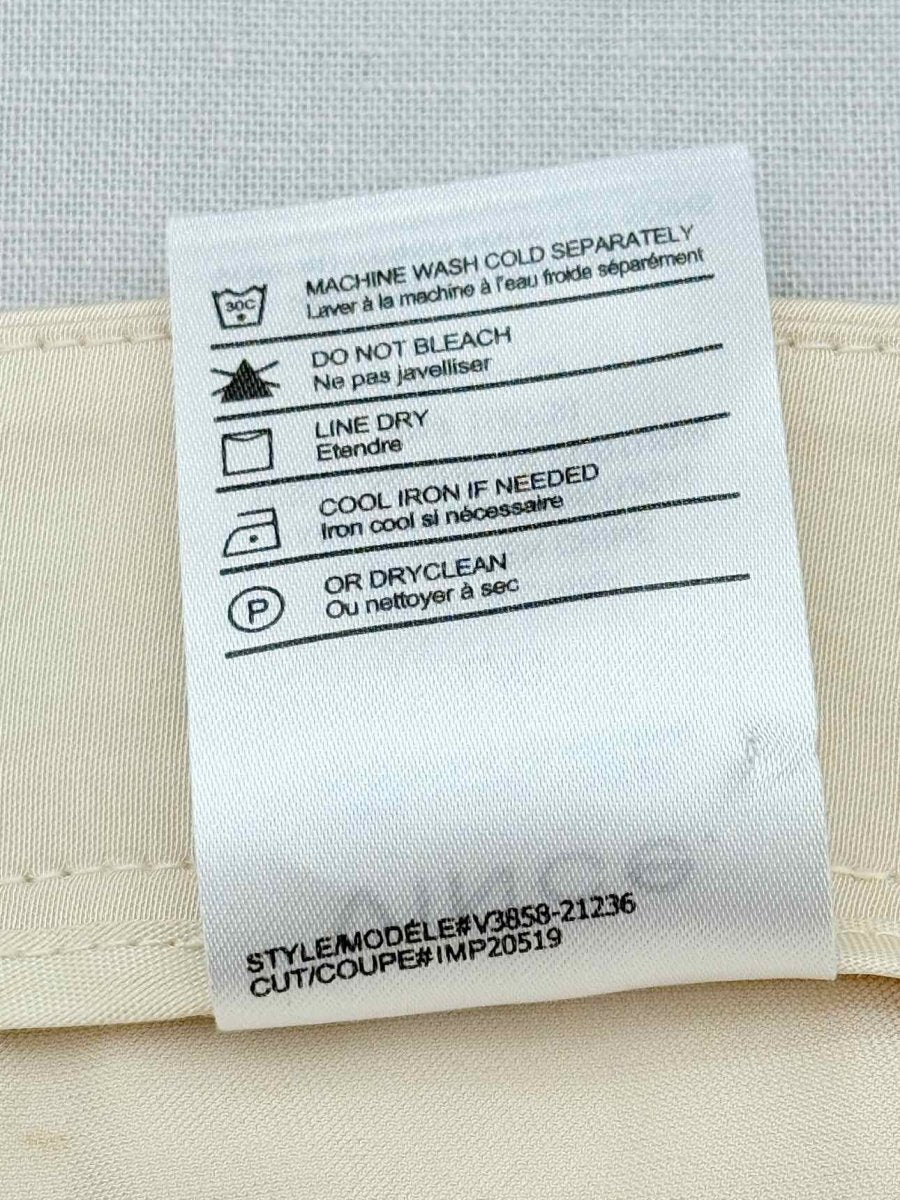 30C
MACHINE WASH COLD SEPARATELY
Laver à la machine à l'eau froide séparément
DO NOT BLEACH
Ne pas javelliser
LINE DRY
Etendre
COOL IRON IF NEEDED
Iron cool si nécessaire
P
OR DRYCLEAN
Ou nettoyer à sec
STYLE/MODÉLE#V3858-21236
CUT/COUPE#IMP20519